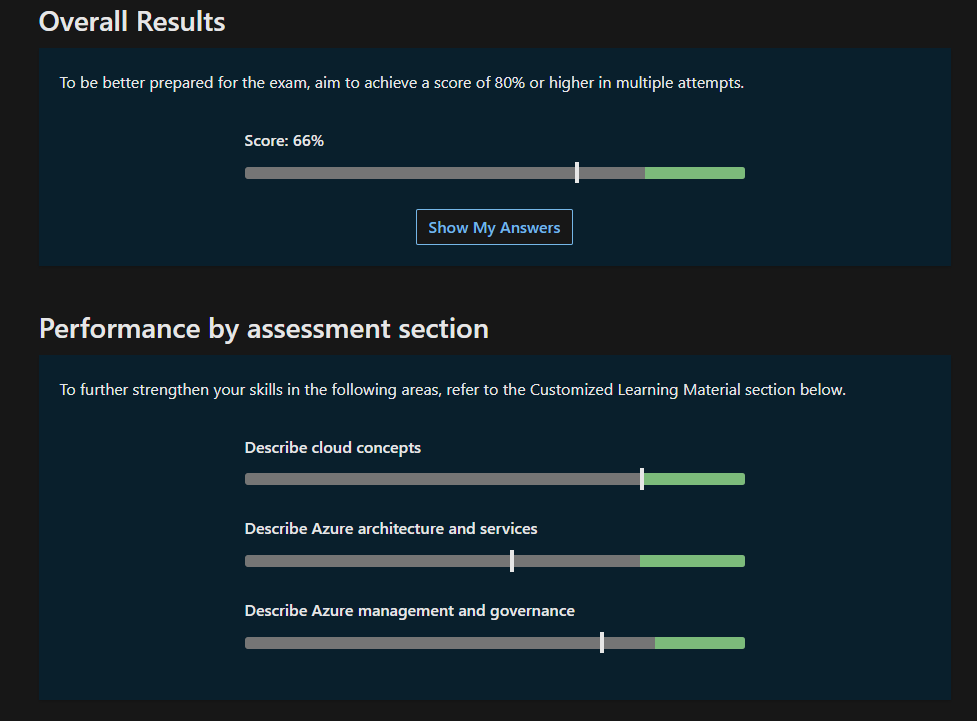 Overall Results
To be better prepared for the exam, aim to achieve a score of 80% or higher in multiple attempts.
Score: 66%
Show My Answers
Performance by assessment section
To further strengthen your skills in the following areas, refer to the Customized Learning Material section below.
Describe cloud concepts
Describe Azure architecture and services
Describe Azure management and governance